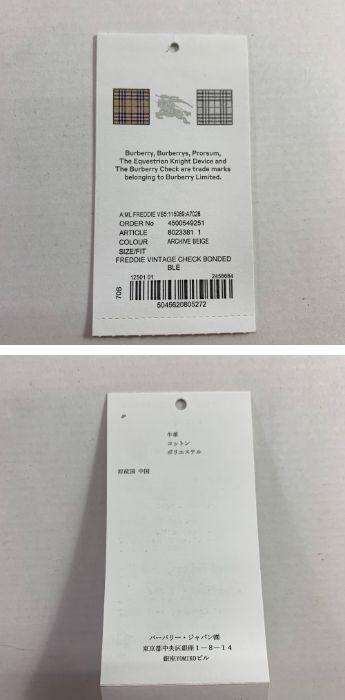 Burberry, Burberrys, Prorsum,
The Equestrian Knight Device and
The Burberry Check are trade marks
belonging to Burberry Limited.
A:ML FREDDIE VB5:115089:A7026
ORDER No 4500549251
ARTICLE 8023381 1
COLOUR ARCHIVE BEIGE
SIZE/FIT
FREDDIE VINTAGE CHECK BONDED
BLE
12501 01 2458684
70B
5045620805272
牛革
コットン
ポリエステル
原産国 中国
バーバリー・ジャパン㈱
東京都中央区銀座1-8-14
銀座YOMIKOビル